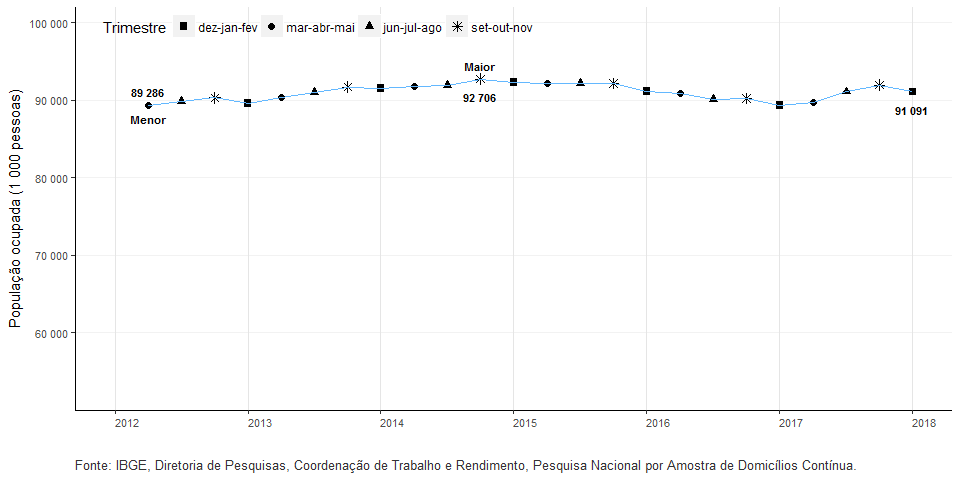 Trimestre dez-jan-fev mar-abr-mai jun-jul-ago set-out-nov
População ocupada (1 000 pessoas)
100 000
90 000
80 000
70 000
60 000
89 286
Menor
Maior
92 706
91 091
2012 2013 2014 2015 2016 2017 2018
Fonte: IBGE, Diretoria de Pesquisas, Coordenação de Trabalho e Rendimento, Pesquisa Nacional por Amostra de Domicílios Contínua.